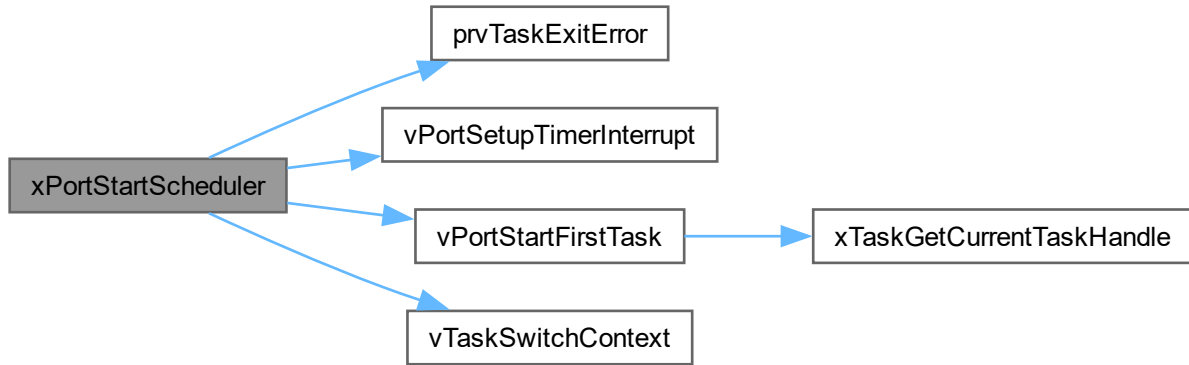 prvTaskExitError
vPortSetupTimerInterrupt
xPortStartScheduler
vPortStartFirstTask
xTaskGetCurrentTaskHandle
vTaskSwitchContext